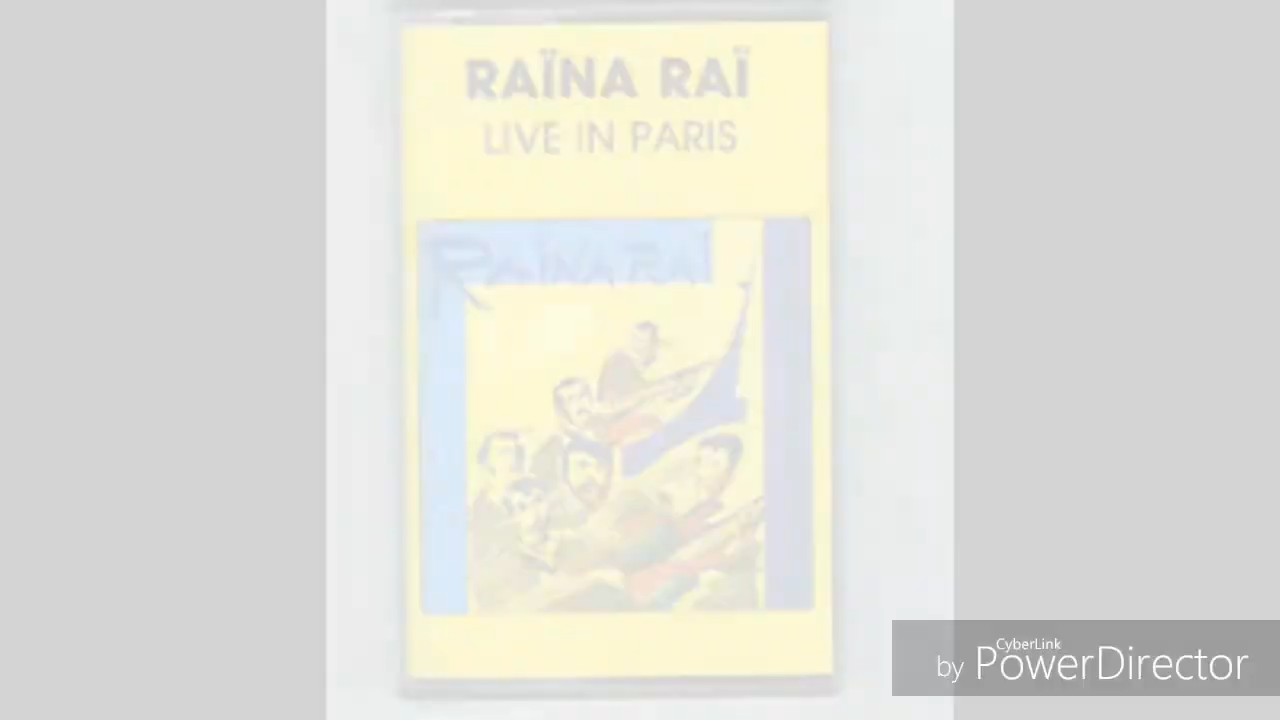 RAÏNA RAÏ
LIVE IN PARIS
RAÏNA RAÏ
CyberLink
by PowerDirector